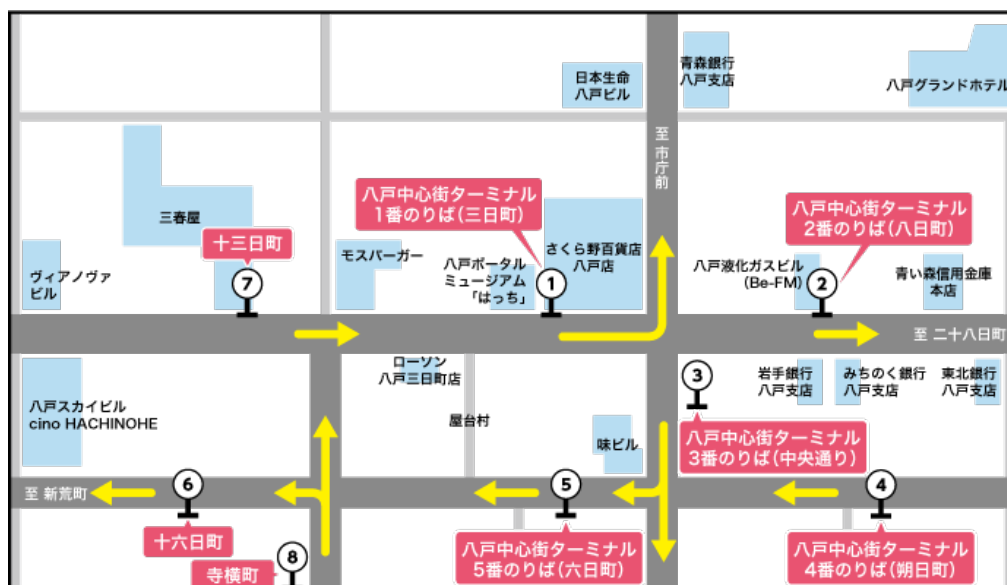 日本生命
八戸ビル
青森銀行
八戸支店
八戸グランドホテル
至 市庁前
八戸中心街ターミナル
1番のりば(三日町)
八戸中心街ターミナル
2番のりば(八日町)
三春屋
十三日町
モスバーガー
さくら野百貨店
八戸店
ヴィアノヴァ
ビル
7
八戸ポータル
ミュージアム
「はっち」
1
八戸液化ガスビル
(Be-FM)
2
青い森信用金庫
本店
至 二十八日町
ローソン
八戸三日町店
3
岩手銀行
八戸支店
みちのく銀行
八戸支店
東北銀行
八戸支店
八戸スカイビル
cino HACHINOHE
屋台村
味ビル
八戸中心街ターミナル
3番のりば(中央通り)
至 新荒町
6
5
4
十六日町
寺横町
8
八戸中心街ターミナル
5番のりば(六日町)
八戸中心街ターミナル
4番のりば(朔日町)